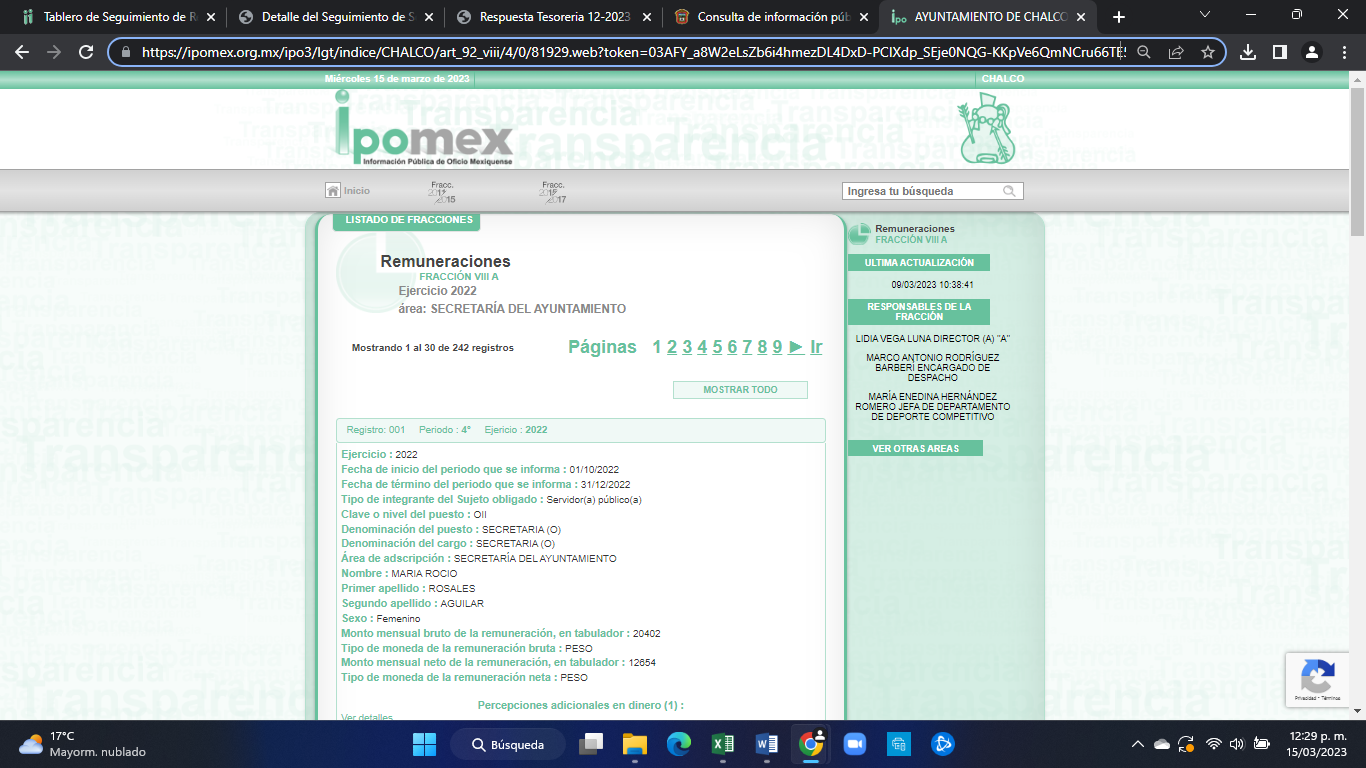 Tablero de Seguimiento de R
Detalle del Seguimiento de S
Respuesta Tesoreria 12-2023
Consulta de información púb
AYUNTAMIENTO DE CHALCO
https://ipomex.org.mx/ipo3/lgt/indice/CHALCO/art_92_viii/4/0/81929.web?token=03AFY_a8W2eLsZb6i4hmezDL4DxD-PCIXdp_SEje0NQG-KKpVe6QmNCru66TE5
Miércoles 15 de marzo de 2023
CHALCO
Transparencia
ipomex
Información Pública de Oficio Mexiquense
Inicio
Fracc.
2015
Fracc.
2017
Ingresa tu búsqueda
LISTADO DE FRACCIONES
Remuneraciones
FRACCIÓN VIII A
Ejercicio 2022
área: SECRETARÍA DEL AYUNTAMIENTO
Mostrando 1 al 30 de 242 registros
Páginas 1 2 3 4 5 6 7 8 9 ► Ir
MOSTRAR TODO
Registro: 001 Periodo : 4° Ejericio : 2022
Ejercicio : 2022
Fecha de inicio del periodo que se informa : 01/10/2022
Fecha de término del periodo que se informa : 31/12/2022
Tipo de integrante del Sujeto obligado : Servidor(a) público(a)
Clave o nivel del puesto : OII
Denominación del puesto : SECRETARIA (O)
Denominación del cargo : SECRETARIA (O)
Área de adscripción : SECRETARÍA DEL AYUNTAMIENTO
Nombre : MARIA ROCIO
Primer apellido : ROSALES
Segundo apellido : AGUILAR
Sexo : Femenino
Monto mensual bruto de la remuneración, en tabulador : 20402
Tipo de moneda de la remuneración bruta : PESO
Monto mensual neto de la remuneración, en tabulador : 12654
Tipo de moneda de la remuneración neta : PESO
Percepciones adicionales en dinero (1) :
Ver detalles
Remuneraciones
FRACCIÓN VIII A
ULTIMA ACTUALIZACIÓN
09/03/2023 10:38:41
RESPONSABLES DE LA
FRACCIÓN
LIDIA VEGA LUNA DIRECTOR (A) "A"
MARCO ANTONIO RODRÍGUEZ
BARBERÍ ENCARGADO DE
DESPACHO
MARÍA ENEDINA HERNÁNDEZ
ROMERO JEFA DE DEPARTAMENTO
DE DEPORTE COMPETITIVO
VER OTRAS AREAS
Privacidad - Términos
17°C
Mayorm. nublado
Búsqueda
12:29 p. m.
15/03/2023